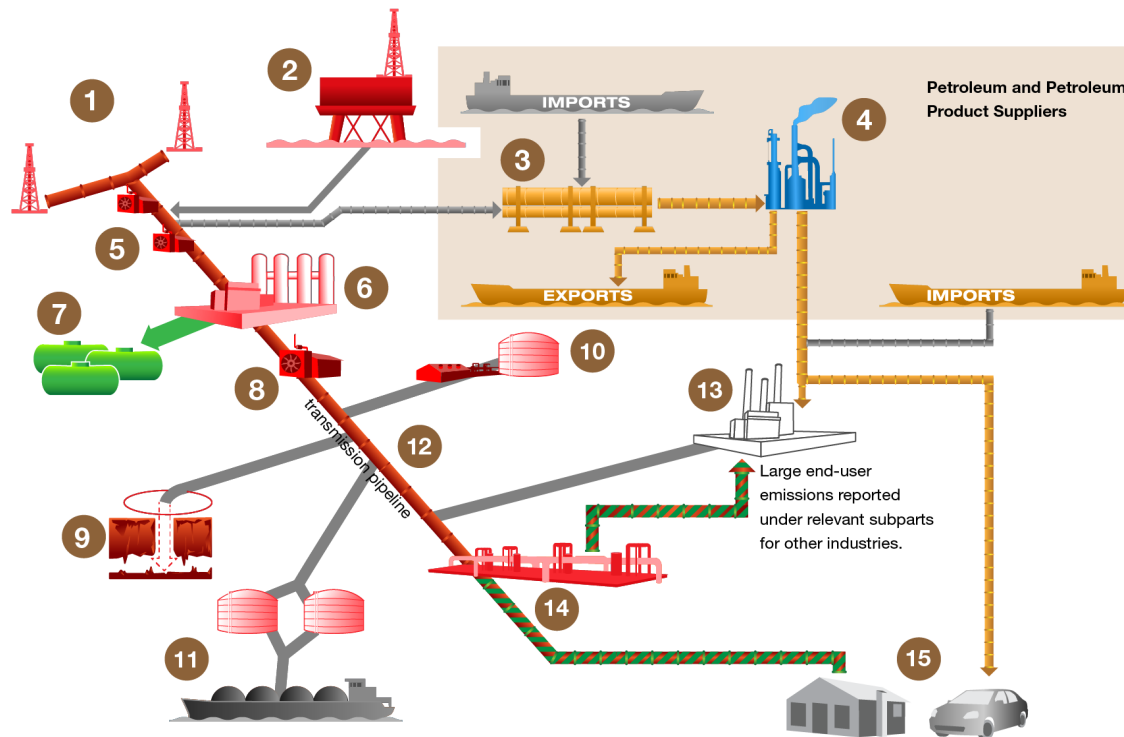 1
2
IMPORTS
Petroleum and Petroleum
Product Suppliers
4
3
5
6
EXPORTS
IMPORTS
7
10
8
13
transmission pipeline
12
Large end-user
emissions reported
under relevant subparts
for other industries.
9
14
11
15